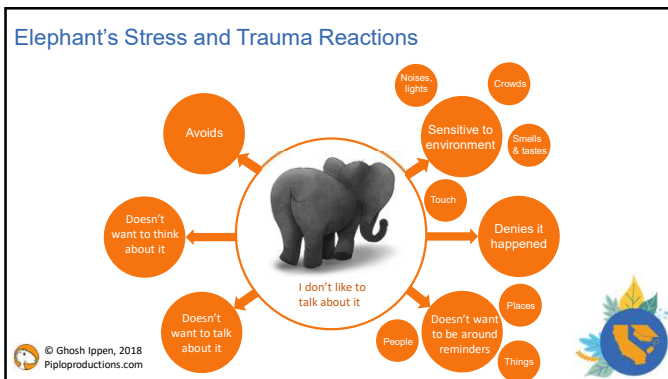 Elephant's Stress and Trauma Reactions
Noises,
lights
Crowds
Avoids
Sensitive to
environment
Smells
& tastes
Touch
Doesn't
want to think
about it
Denies it
happened
I don't like to
talk about it
Doesn't
want to talk
about it
Places
People
Doesn't want
to be around
reminders
Things
© Ghosh Ippen, 2018
Piploproductions.com